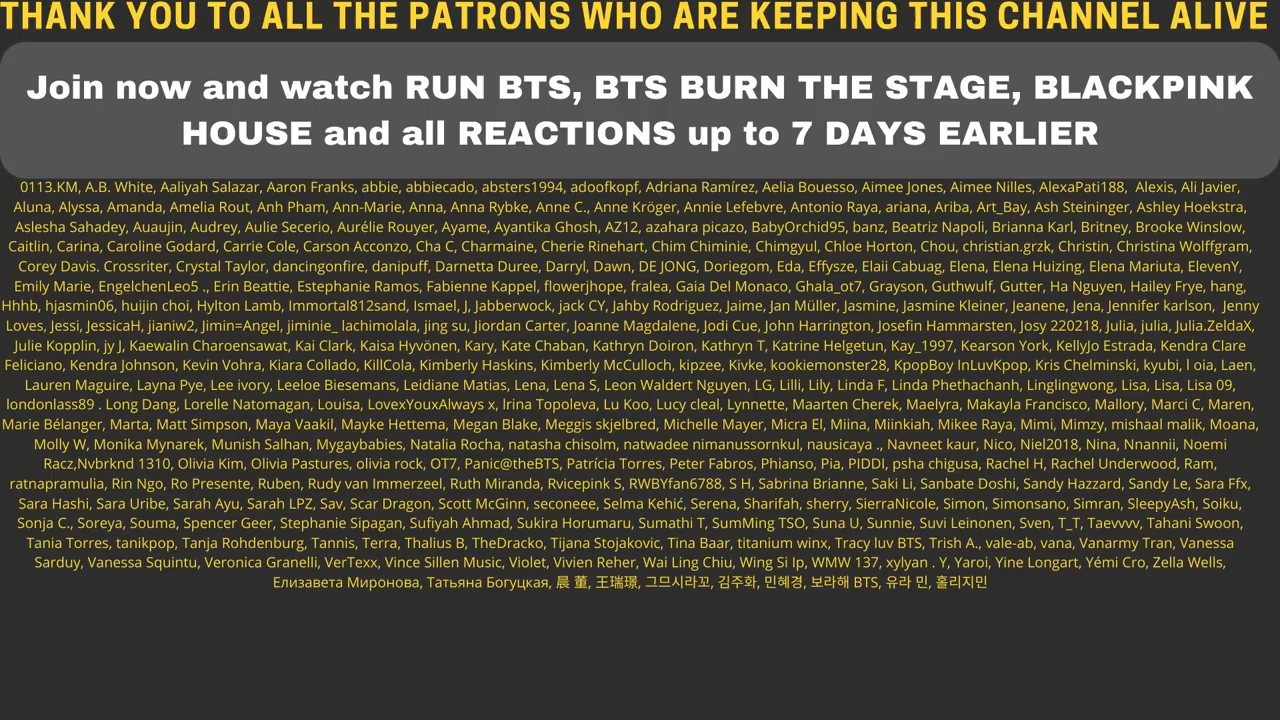 THANK YOU TO ALL THE PATRONS WHO ARE KEEPING THIS CHANNEL ALIVE
Join now and watch RUN BTS, BTS BURN THE STAGE, BLACKPINK
HOUSE and all REACTIONS up to 7 DAYS EARLIER
0113.KM, A.B. White, Aaliyah Salazar, Aaron Franks, abbie, abbiecado, absters1994, adoofkopf, Adriana Ramírez, Aelia Bouesso, Aimee Jones, Aimee Nilles, AlexaPati188,  Alexis, Ali Javier,
Aluna, Alyssa, Amanda, Amelia Rout, Anh Pham, Ann-Marie, Anna, Anna Rybke, Anne C., Anne Kröger, Annie Lefebvre, Antonio Raya, ariana, Ariba, Art_Bay, Ash Steininger, Ashley Hoekstra,
Aslesha Sahadey, Auaujin, Audrey, Aulie Secerio, Aurélie Rouyer, Ayame, Ayantika Ghosh, AZ12, azahara picazo, BabyOrchid95, banz, Beatriz Napoli, Brianna Karl, Britney, Brooke Winslow,
Caitlin, Carina, Caroline Godard, Carrie Cole, Carson Acconzo, Cha C, Charmaine, Cherie Rinehart, Chim Chiminie, Chimgyul, Chloe Horton, Chou, christian.grzk, Christin, Christina Wolffgram,
Corey Davis. Crossriter, Crystal Taylor, dancingonfire, danipuff, Darnetta Duree, Darryl, Dawn, DE JONG, Doriegom, Eda, Effysze, Elaii Cabuag, Elena, Elena Huizing, Elena Mariuta, ElevenY,
Emily Marie, EngelchenLeo5 ., Erin Beattie, Estephanie Ramos, Fabienne Kappel, flowerjhope, fralea, Gaia Del Monaco, Ghala_ot7, Grayson, Guthwulf, Gutter, Ha Nguyen, Hailey Frye, hang,
Hhhb, hjasmin06, huijin choi, Hylton Lamb, Immortal812sand, Ismael, J, Jabberwock, jack CY, Jahby Rodriguez, Jaime, Jan Müller, Jasmine, Jasmine Kleiner, Jeanene, Jena, Jennifer karlson,  Jenny
Loves, Jessi, JessicaH, jianiw2, Jimin=Angel, jiminie_ lachimolala, jing su, Jiordan Carter, Joanne Magdalene, Jodi Cue, John Harrington, Josefin Hammarsten, Josy 220218, Julia, julia, Julia.ZeldaX,
Julie Kopplin, jy J, Kaewalin Charoensawat, Kai Clark, Kaisa Hyvönen, Kary, Kate Chaban, Kathryn Doiron, Kathryn T, Katrine Helgetun, Kay_1997, Kearson York, KellyJo Estrada, Kendra Clare
Feliciano, Kendra Johnson, Kevin Vohra, Kiara Collado, KillCola, Kimberly Haskins, Kimberly McCulloch, kipzee, Kivke, kookiemonster28, KpopBoy InLuvKpop, Kris Chelminski, kyubi, l oia, Laen,
Lauren Maguire, Layna Pye, Lee ivory, Leeloe Biesemans, Leidiane Matias, Lena, Lena S, Leon Waldert Nguyen, LG, Lilli, Lily, Linda F, Linda Phethachanh, Linglingwong, Lisa, Lisa, Lisa 09,
londonlass89 . Long Dang, Lorelle Natomagan, Louisa, LovexYouxAlways x, lrina Topoleva, Lu Koo, Lucy cleal, Lynnette, Maarten Cherek, Maelyra, Makayla Francisco, Mallory, Marci C, Maren,
Marie Bélanger, Marta, Matt Simpson, Maya Vaakil, Mayke Hettema, Megan Blake, Meggis skjelbred, Michelle Mayer, Micra El, Miina, Miinkiah, Mikee Raya, Mimi, Mimzy, mishaal malik, Moana,
Molly W, Monika Mynarek, Munish Salhan, Mygaybabies, Natalia Rocha, natasha chisolm, natwadee nimanussornkul, nausicaya ., Navneet kaur, Nico, Niel2018, Nina, Nnannii, Noemi
Racz,Nvbrknd 1310, Olivia Kim, Olivia Pastures, olivia rock, OT7, Panic@theBTS, Patrícia Torres, Peter Fabros, Phianso, Pia, PIDDI, psha chigusa, Rachel H, Rachel Underwood, Ram,
ratnapramulia, Rin Ngo, Ro Presente, Ruben, Rudy van Immerzeel, Ruth Miranda, Rvicepink S, RWBYfan6788, S H, Sabrina Brianne, Saki Li, Sanbate Doshi, Sandy Hazzard, Sandy Le, Sara Ffx,
Sara Hashi, Sara Uribe, Sarah Ayu, Sarah LPZ, Sav, Scar Dragon, Scott McGinn, seconeee, Selma Kehić, Serena, Sharifah, sherry, SierraNicole, Simon, Simonsano, Simran, SleepyAsh, Soiku,
Sonja C., Soreya, Souma, Spencer Geer, Stephanie Sipagan, Sufiyah Ahmad, Sukira Horumaru, Sumathi T, SumMing TSO, Suna U, Sunnie, Suvi Leinonen, Sven, T_T, Taevvvv, Tahani Swoon,
Tania Torres, tanikpop, Tanja Rohdenburg, Tannis, Terra, Thalius B, TheDracko, Tijana Stojakovic, Tina Baar, titanium winx, Tracy luv BTS, Trish A., vale-ab, vana, Vanarmy Tran, Vanessa
Sarduy, Vanessa Squintu, Veronica Granelli, VerTexx, Vince Sillen Music, Violet, Vivien Reher, Wai Ling Chiu, Wing Si Ip, WMW 137, xylyan . Y, Yaroi, Yine Longart, Yémi Cro, Zella Wells,
Елизавета Миронова, Татьяна Богуцкая, 晨 董, 王瑞璟, 그므시라꼬, 김주화, 민혜경, 보라해 BTS, 유라 민, 홀리지민